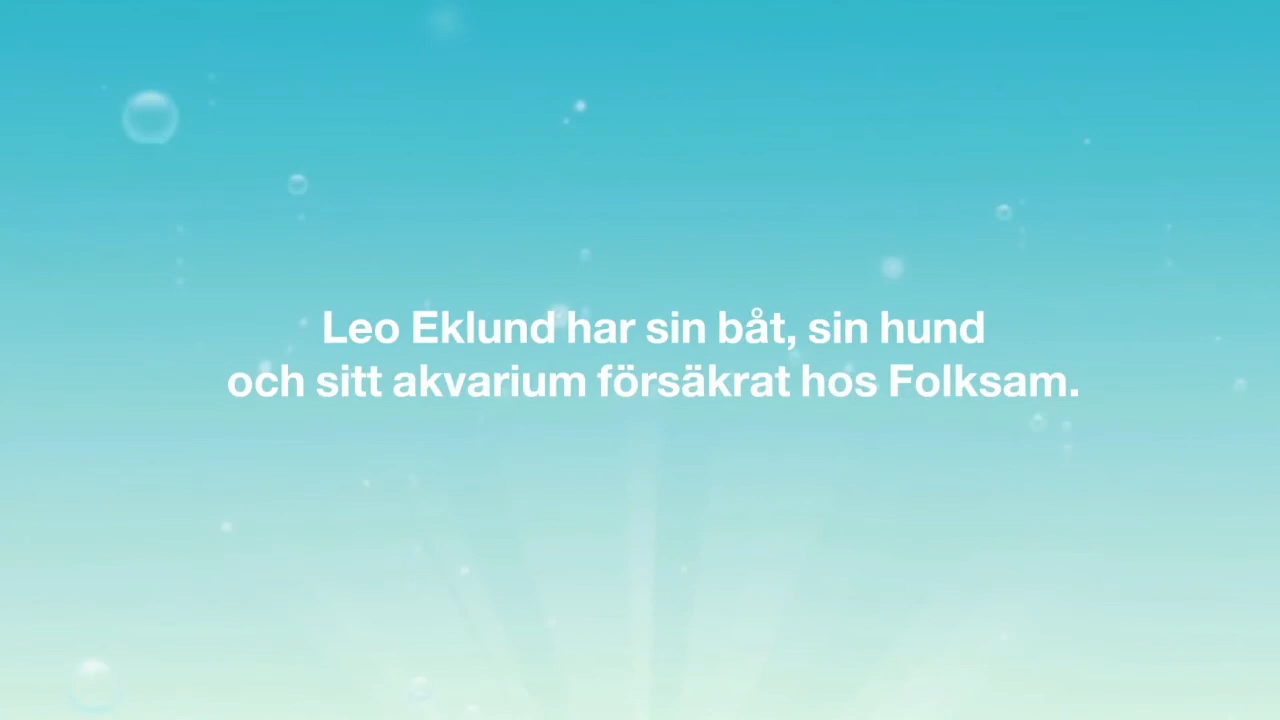 Leo Eklund har sin båt, sin hund
och sitt akvarium försäkrat hos Folksam.